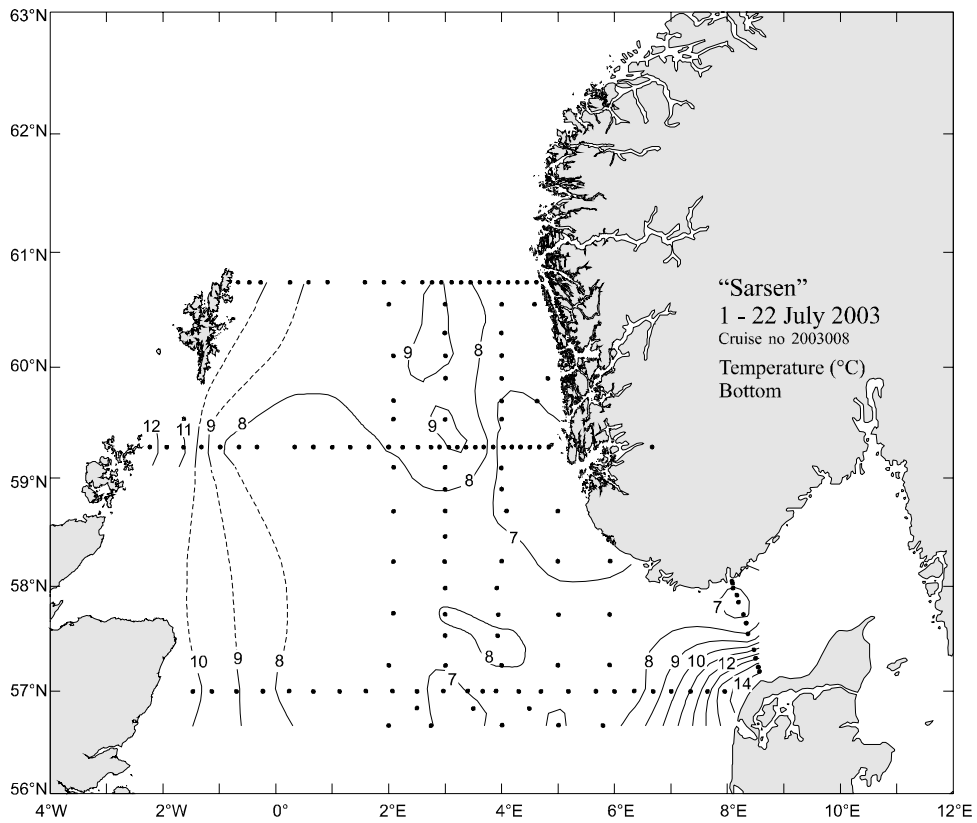 63°N
62°N
61°N
60°N
59°N
58°N
57°N
56°N
4°W
2°W
0°
2°E
4°E
6°E
8°E
10°E
12°E
“Sarsen”
1 - 22 July 2003
Cruise no 2003008
Temperature (°C)
Bottom
9
8
12
11
9
8
9
8
7
7
8
10
9
8
7
8
9
10
12
14